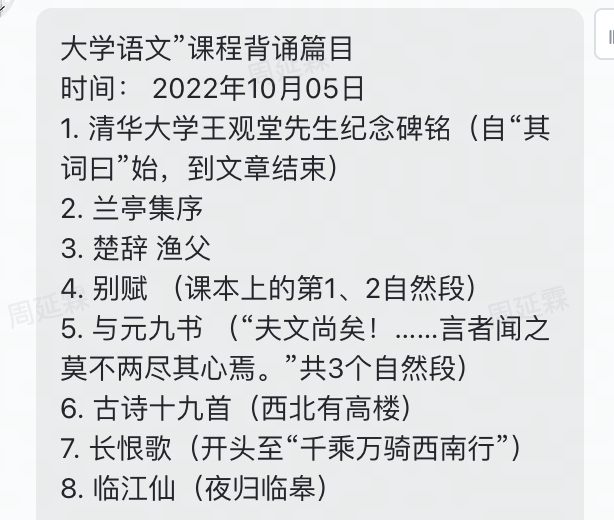 大学语文”课程背诵篇目
时间： 2022年10月05日
1. 清华大学王观堂先生纪念碑铭（自“其
词曰”始，到文章结束）
2. 兰亭集序
3. 楚辞 渔父
4. 别赋 （课本上的第1、2自然段）
5. 与元九书 （“夫文尚矣！……言者闻之
莫不两尽其心焉。”共3个自然段）
6. 古诗十九首（西北有高楼）
7. 长恨歌（开头至“千乘万骑西南行”）
8. 临江仙（夜归临皋）
周延霖
周延霖
周延霖